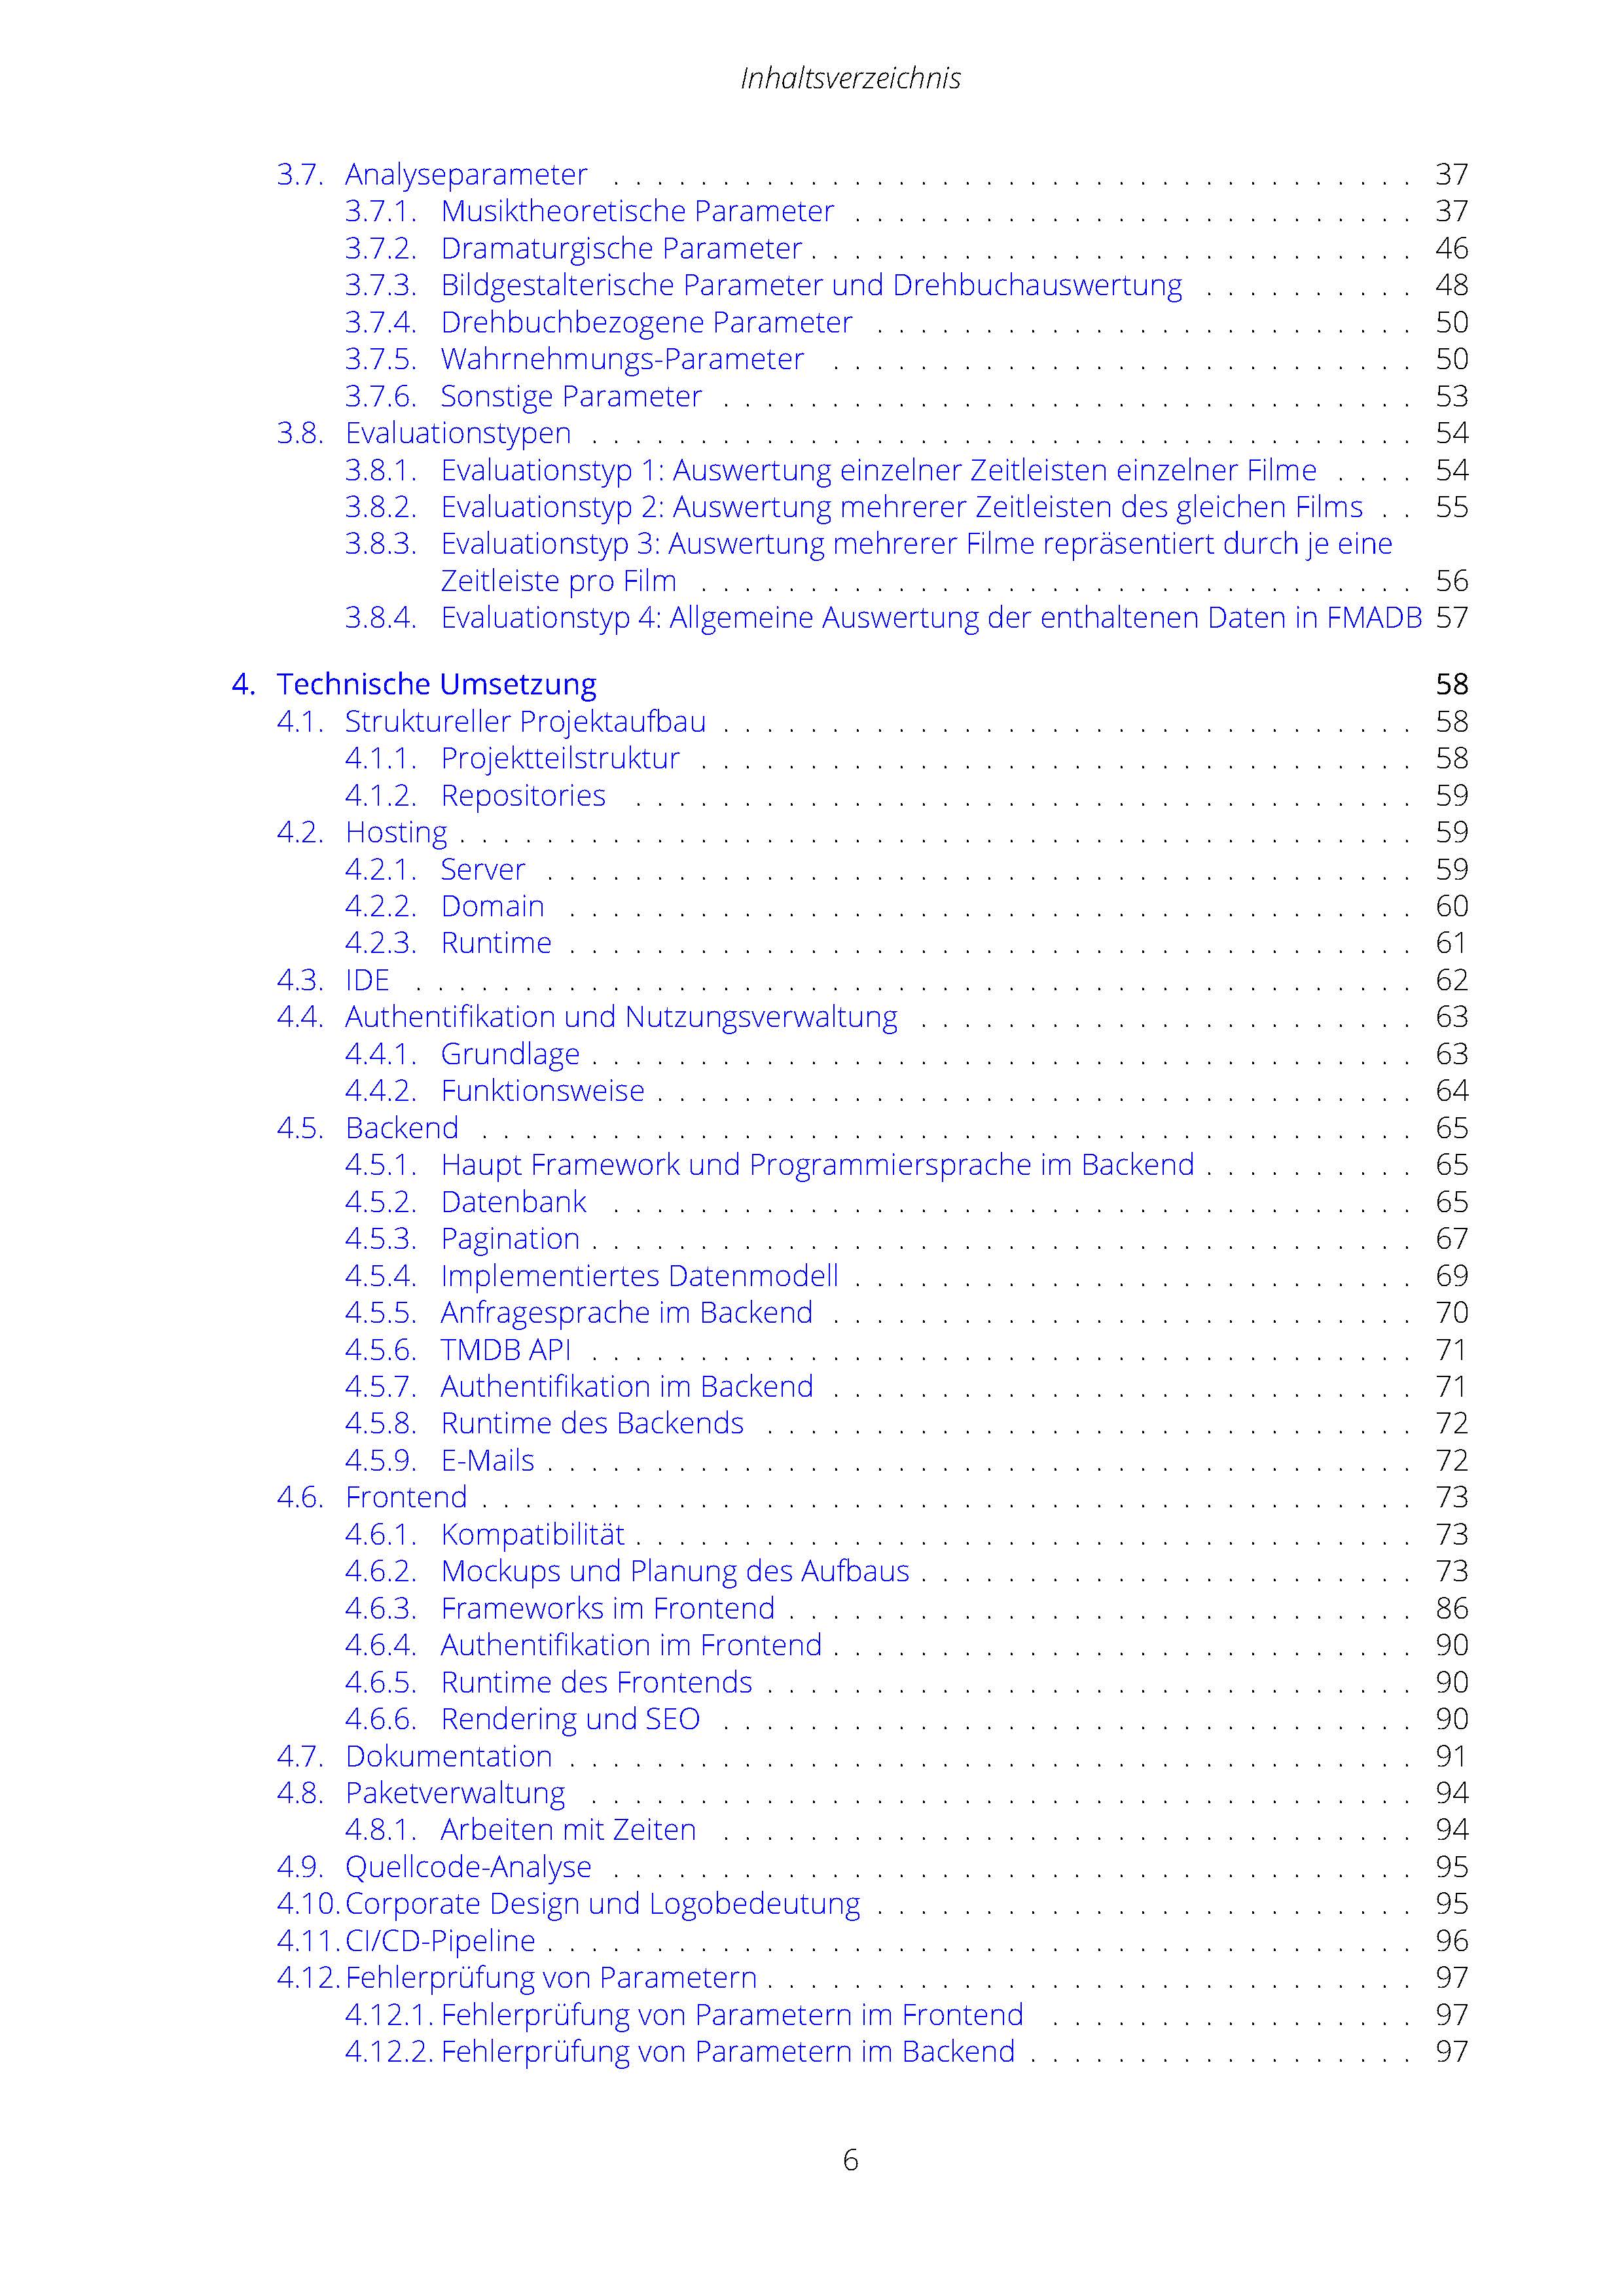 Inhaltsverzeichnis
3.7. Analyseparameter . . . . . . . . . . . . . . . . . . . . . . . . . . . . . . . . . . . . . 37
3.7.1. Musiktheoretische Parameter . . . . . . . . . . . . . . . . . . . . . . . . . . 37
3.7.2. Dramaturgische Parameter . . . . . . . . . . . . . . . . . . . . . . . . . . . . 46
3.7.3. Bildgestalterische Parameter und Drehbuchauswertung . . . . . . . . . . 48
3.7.4. Drehbuchbezogene Parameter . . . . . . . . . . . . . . . . . . . . . . . . . 50
3.7.5. Wahrnehmungs-Parameter . . . . . . . . . . . . . . . . . . . . . . . . . . . 50
3.7.6. Sonstige Parameter . . . . . . . . . . . . . . . . . . . . . . . . . . . . . . . . 53
3.8. Evaluationstypen . . . . . . . . . . . . . . . . . . . . . . . . . . . . . . . . . . . . . . 54
3.8.1. Evaluationstyp 1: Auswertung einzelner Zeitleisten einzelner Filme . . . . 54
3.8.2. Evaluationstyp 2: Auswertung mehrerer Zeitleisten des gleichen Films . . 55
3.8.3. Evaluationstyp 3: Auswertung mehrerer Filme repräsentiert durch je eine
Zeitleiste pro Film . . . . . . . . . . . . . . . . . . . . . . . . . . . . . . . . . 56
3.8.4. Evaluationstyp 4: Allgemeine Auswertung der enthaltenen Daten in FMADB 57
4. Technische Umsetzung 58
4.1. Struktureller Projektaufbau . . . . . . . . . . . . . . . . . . . . . . . . . . . . . . . . 58
4.1.1. Projektteilstruktur . . . . . . . . . . . . . . . . . . . . . . . . . . . . . . . . . 58
4.1.2. Repositories . . . . . . . . . . . . . . . . . . . . . . . . . . . . . . . . . . . . 59
4.2. Hosting . . . . . . . . . . . . . . . . . . . . . . . . . . . . . . . . . . . . . . . . . . . . 59
4.2.1. Server . . . . . . . . . . . . . . . . . . . . . . . . . . . . . . . . . . . . . . . . 59
4.2.2. Domain . . . . . . . . . . . . . . . . . . . . . . . . . . . . . . . . . . . . . . . 60
4.2.3. Runtime . . . . . . . . . . . . . . . . . . . . . . . . . . . . . . . . . . . . . . . 61
4.3. IDE . . . . . . . . . . . . . . . . . . . . . . . . . . . . . . . . . . . . . . . . . . . . . . 62
4.4. Authentifikation und Nutzungsverwaltung . . . . . . . . . . . . . . . . . . . . . . . 63
4.4.1. Grundlage . . . . . . . . . . . . . . . . . . . . . . . . . . . . . . . . . . . . . . 63
4.4.2. Funktionsweise . . . . . . . . . . . . . . . . . . . . . . . . . . . . . . . . . . . 64
4.5. Backend . . . . . . . . . . . . . . . . . . . . . . . . . . . . . . . . . . . . . . . . . . . 65
4.5.1. Haupt Framework und Programmiersprache im Backend . . . . . . . . . . 65
4.5.2. Datenbank . . . . . . . . . . . . . . . . . . . . . . . . . . . . . . . . . . . . . 65
4.5.3. Pagination . . . . . . . . . . . . . . . . . . . . . . . . . . . . . . . . . . . . . . 67
4.5.4. Implementiertes Datenmodell . . . . . . . . . . . . . . . . . . . . . . . . . . 69
4.5.5. Anfragesprache im Backend . . . . . . . . . . . . . . . . . . . . . . . . . . . 70
4.5.6. TMDB API . . . . . . . . . . . . . . . . . . . . . . . . . . . . . . . . . . . . . . 71
4.5.7. Authentifikation im Backend . . . . . . . . . . . . . . . . . . . . . . . . . . . 71
4.5.8. Runtime des Backends . . . . . . . . . . . . . . . . . . . . . . . . . . . . . . 72
4.5.9. E-Mails . . . . . . . . . . . . . . . . . . . . . . . . . . . . . . . . . . . . . . . . 72
4.6. Frontend . . . . . . . . . . . . . . . . . . . . . . . . . . . . . . . . . . . . . . . . . . . 73
4.6.1. Kompatibilität . . . . . . . . . . . . . . . . . . . . . . . . . . . . . . . . . . . . 73
4.6.2. Mockups und Planung des Aufbaus . . . . . . . . . . . . . . . . . . . . . . . 73
4.6.3. Frameworks im Frontend . . . . . . . . . . . . . . . . . . . . . . . . . . . . . 86
4.6.4. Authentifikation im Frontend . . . . . . . . . . . . . . . . . . . . . . . . . . . 90
4.6.5. Runtime des Frontends . . . . . . . . . . . . . . . . . . . . . . . . . . . . . . 90
4.6.6. Rendering und SEO . . . . . . . . . . . . . . . . . . . . . . . . . . . . . . . . 90
4.7. Dokumentation . . . . . . . . . . . . . . . . . . . . . . . . . . . . . . . . . . . . . . . 91
4.8. Paketverwaltung . . . . . . . . . . . . . . . . . . . . . . . . . . . . . . . . . . . . . . 94
4.8.1. Arbeiten mit Zeiten . . . . . . . . . . . . . . . . . . . . . . . . . . . . . . . . 94
4.9. Quellcode-Analyse . . . . . . . . . . . . . . . . . . . . . . . . . . . . . . . . . . . . . 95
4.10. Corporate Design und Logobedeutung . . . . . . . . . . . . . . . . . . . . . . . . . 95
4.11. CI/CD-Pipeline . . . . . . . . . . . . . . . . . . . . . . . . . . . . . . . . . . . . . . . . 96
4.12. Fehlerprüfung von Parametern . . . . . . . . . . . . . . . . . . . . . . . . . . . . . . 97
4.12.1. Fehlerprüfung von Parametern im Frontend . . . . . . . . . . . . . . . . . 97
4.12.2. Fehlerprüfung von Parametern im Backend . . . . . . . . . . . . . . . . . . 97
6